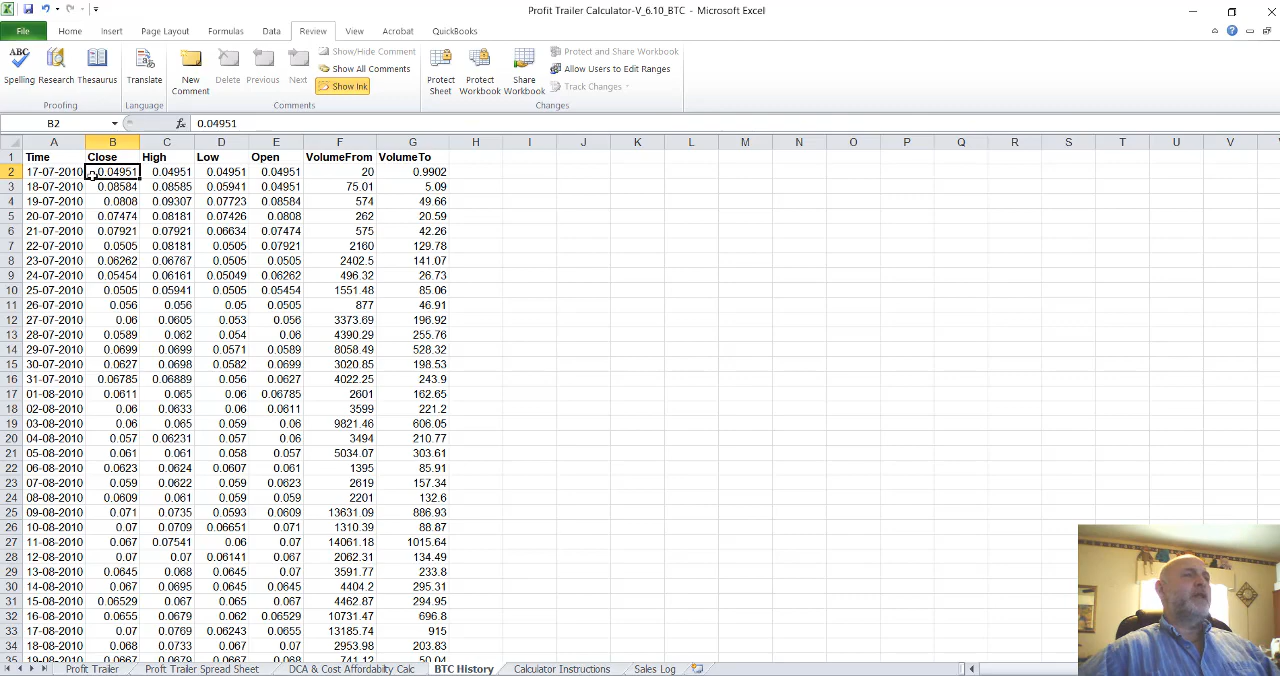 Profit Trailer Calculator-V_6.10_BTC - Microsoft Excel
File Home Insert Page Layout Formulas Data Review View Acrobat QuickBooks
ABC
Spelling Research Thesaurus
Proofing
Translate
Language
New Comment Delete Previous Next
Show/Hide Comment
Show All Comments
Show Ink
Comments
Protect Sheet Protect Workbook Share Workbook
Protect and Share Workbook
Allow Users to Edit Ranges
Track Changes
Changes
B2 fx 0.04951
A B C D E F G H I J K L M N O P Q R S T U V
1 Time Close High Low Open VolumeFrom VolumeTo
2 17-07-2010 0.04951 0.04951 0.04951 0.04951 20 0.9902
3 18-07-2010 0.08584 0.08585 0.05941 0.04951 75.01 5.09
4 19-07-2010 0.0808 0.09307 0.07723 0.08584 574 49.66
5 20-07-2010 0.07474 0.08181 0.07426 0.0808 262 20.59
6 21-07-2010 0.07921 0.07921 0.06634 0.07474 575 42.26
7 22-07-2010 0.0505 0.08181 0.0505 0.07921 2160 129.78
8 23-07-2010 0.06262 0.06767 0.0505 0.0505 2402.5 141.07
9 24-07-2010 0.05454 0.06161 0.05049 0.06262 496.32 26.73
10 25-07-2010 0.0505 0.05941 0.0505 0.05454 1551.48 85.06
11 26-07-2010 0.056 0.056 0.05 0.0505 877 46.91
12 27-07-2010 0.06 0.0605 0.053 0.056 3373.69 196.92
13 28-07-2010 0.0589 0.062 0.054 0.06 4390.29 255.76
14 29-07-2010 0.0699 0.0699 0.0571 0.0589 8058.49 528.32
15 30-07-2010 0.0627 0.0698 0.0582 0.0699 3020.85 198.53
16 31-07-2010 0.06785 0.06889 0.056 0.0627 4022.25 243.9
17 01-08-2010 0.0611 0.065 0.06 0.06785 2601 162.65
18 02-08-2010 0.06 0.0633 0.06 0.0611 3599 221.2
19 03-08-2010 0.06 0.065 0.059 0.06 9821.46 606.05
20 04-08-2010 0.057 0.06231 0.057 0.06 3494 210.77
21 05-08-2010 0.061 0.061 0.058 0.057 5034.07 303.61
22 06-08-2010 0.0623 0.0624 0.0607 0.061 1395 85.91
23 07-08-2010 0.059 0.0622 0.059 0.0623 2619 157.34
24 08-08-2010 0.0609 0.061 0.059 0.059 2201 132.6
25 09-08-2010 0.071 0.0735 0.0593 0.0609 13631.09 886.93
26 10-08-2010 0.07 0.0709 0.06651 0.071 1310.39 88.87
27 11-08-2010 0.067 0.07541 0.06 0.07 14061.18 1015.64
28 12-08-2010 0.07 0.07 0.06141 0.067 2062.31 134.49
29 13-08-2010 0.0645 0.068 0.0645 0.07 3591.77 233.8
30 14-08-2010 0.067 0.0695 0.0645 0.0645 4404.2 295.31
31 15-08-2010 0.06529 0.067 0.065 0.067 4462.87 294.95
32 16-08-2010 0.0655 0.0679 0.062 0.06529 10731.47 696.8
33 17-08-2010 0.07 0.0769 0.06243 0.0655 13185.74 915
34 18-08-2010 0.068 0.0733 0.067 0.07 2953.98 203.83
35 19-08-2010 0.0667 0.0679 0.0667 0.068 741.12 50.04
Profit Trailer Profit Trailer Spread Sheet DCA & Cost Affordabilty Calc BTC History Calculator Instructions Sales Log